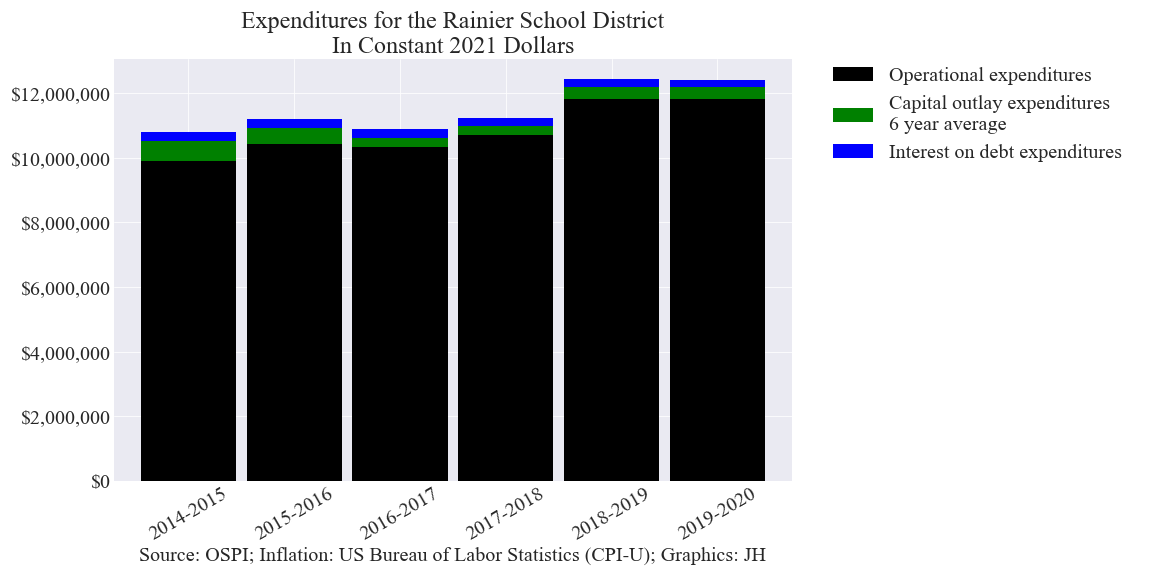 Expenditures for the Rainier School District
In Constant 2021 Dollars
$12,000,000
$10,000,000
$8,000,000
$6,000,000
$4,000,000
$2,000,000
$0
2014-2015
2015-2016
2016-2017
2017-2018
2018-2019
2019-2020
Source: OSPI; Inflation: US Bureau of Labor Statistics (CPI-U); Graphics: JH
Operational expenditures
Capital outlay expenditures
6 year average
Interest on debt expenditures